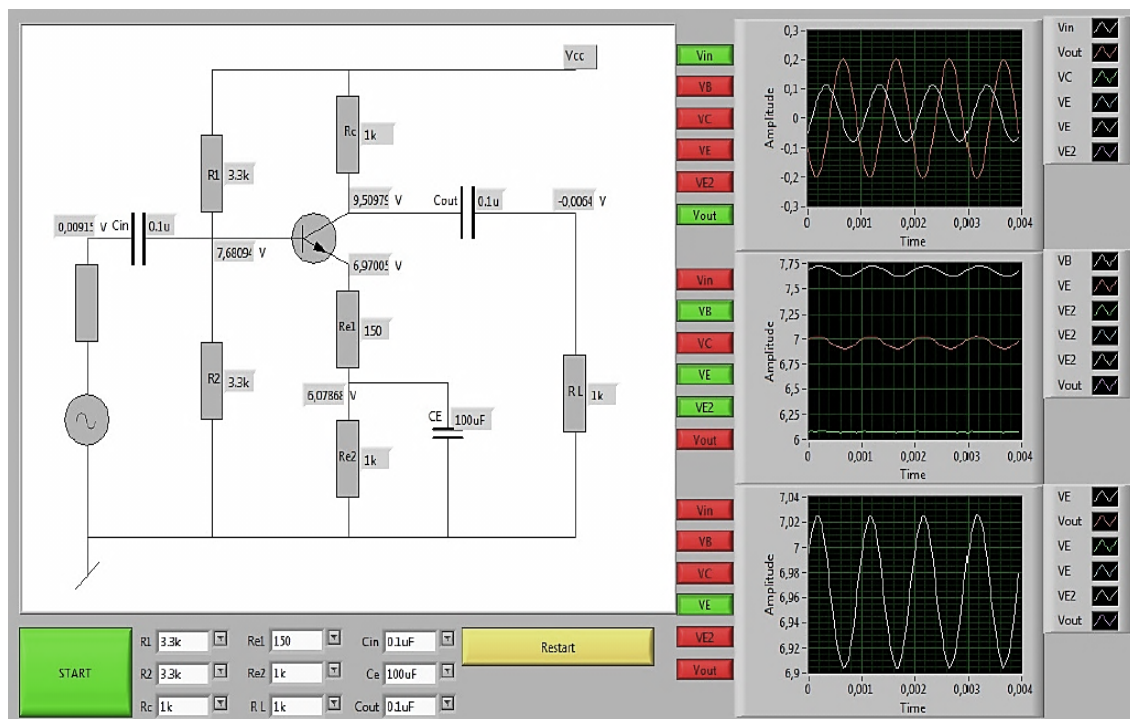 Vcc
Rc 1k
R1 3.3k
9,50979 V
Cout 0.1u
-0,0064 V
0,00915 V Cin 0.1u
7,68094 V
6,97005 V
Re1 150
R2 3.3k
6,07868 V
CE 100uF
R L 1k
Re2 1k
START
R1 3.3k
Re1 150
Cin 0.1uF
R2 3.3k
Re2 1k
Ce 100uF
Rc 1k
R L 1k
Cout 0.1uF
Restart
Vin
VB
VC
VE
VE2
Vout
Vin
VB
VC
VE
VE2
Vout
Vin
VB
VC
VE
VE2
Vout
Amplitude
0,3
0,2
0,1
0
-0,1
-0,2
-0,3
0 0,001 0,002 0,003 0,004
Time
Vin
Vout
VC
VE
VE
VE2
Amplitude
7,75
7,5
7,25
7
6,75
6,5
6,25
6
0 0,001 0,002 0,003 0,004
Time
VB
VE
VE2
VE2
VE2
Vout
Amplitude
7,04
7,02
7
6,98
6,96
6,94
6,92
6,9
0 0,001 0,002 0,003 0,004
Time
VE
Vout
VE
VE
VE2
Vout